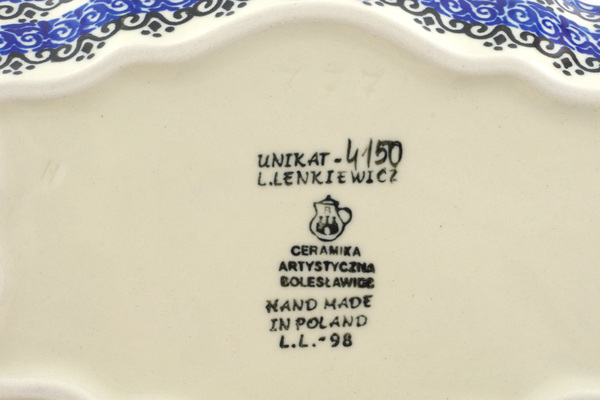 UNIKAT - 4150
L.LENKIEWICZ
CERAMIKA
ARTYSTYCZNA
BOLESŁAWIEC
HAND MADE
IN POLAND
L.L.-98